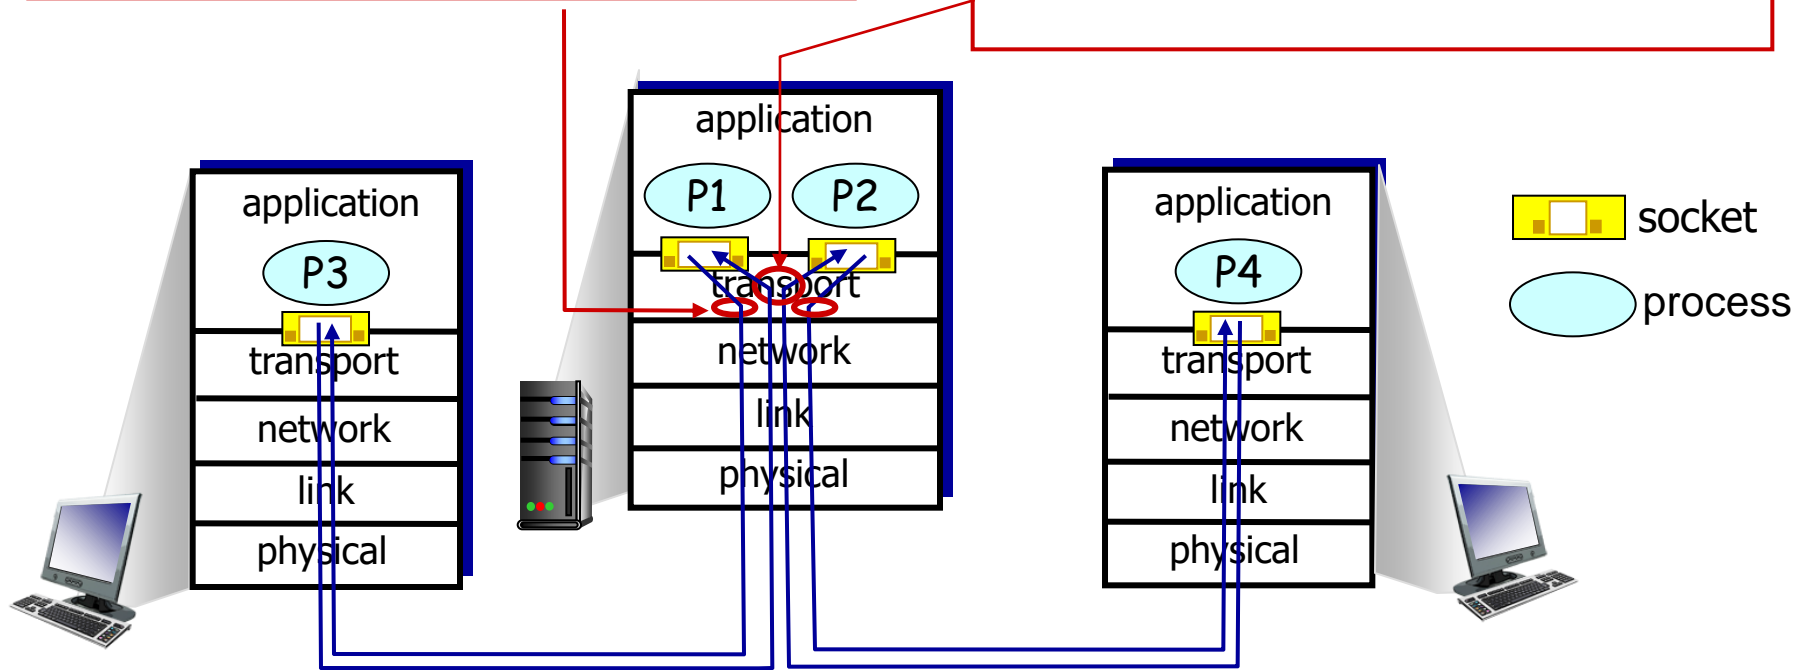 application
P3
transport
network
link
physical
application
P1
P2
transport
network
link
physical
application
P4
transport
network
link
physical
socket
process